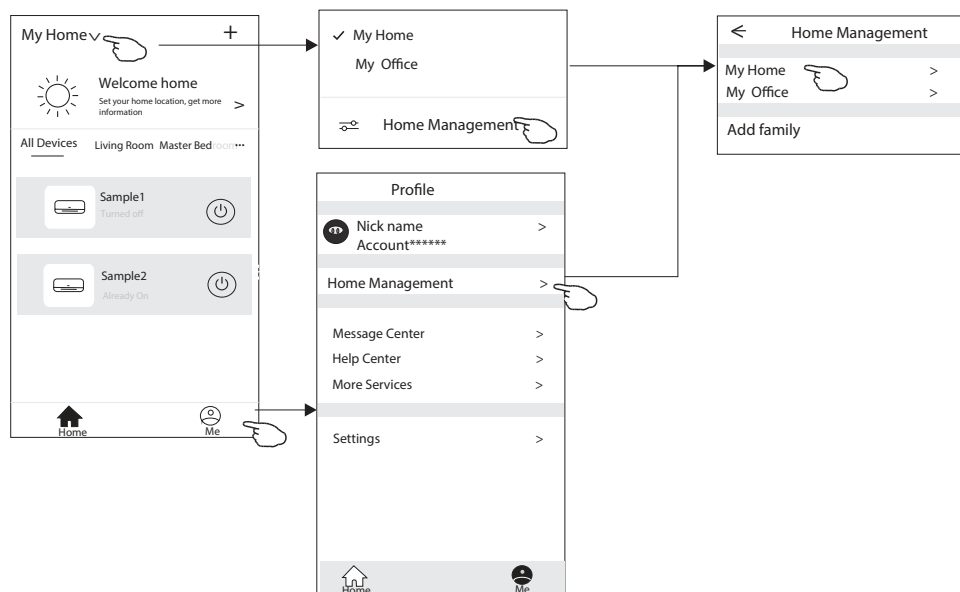 My Home
+
Welcome home
Set your home location, get more
information
>
All Devices Living Room Master Bedroom
Sample1
Turned off
Sample2
Already On
Home
Me
✓ My Home
My Office
Home Management
Profile
Nick name >
Account******
Home Management >
Message Center >
Help Center >
More Services >
Settings >
Home
Me
Home Management
My Home >
My Office >
Add family